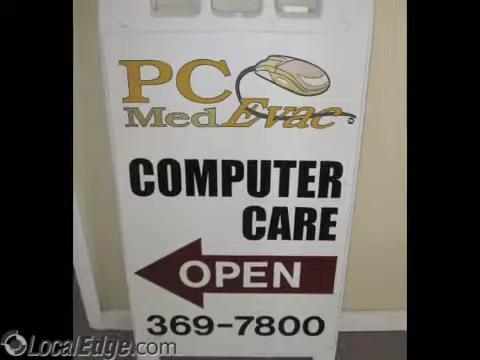 PC
MedEvac
COMPUTER
CARE
OPEN
369-7800
LocalEdge.com